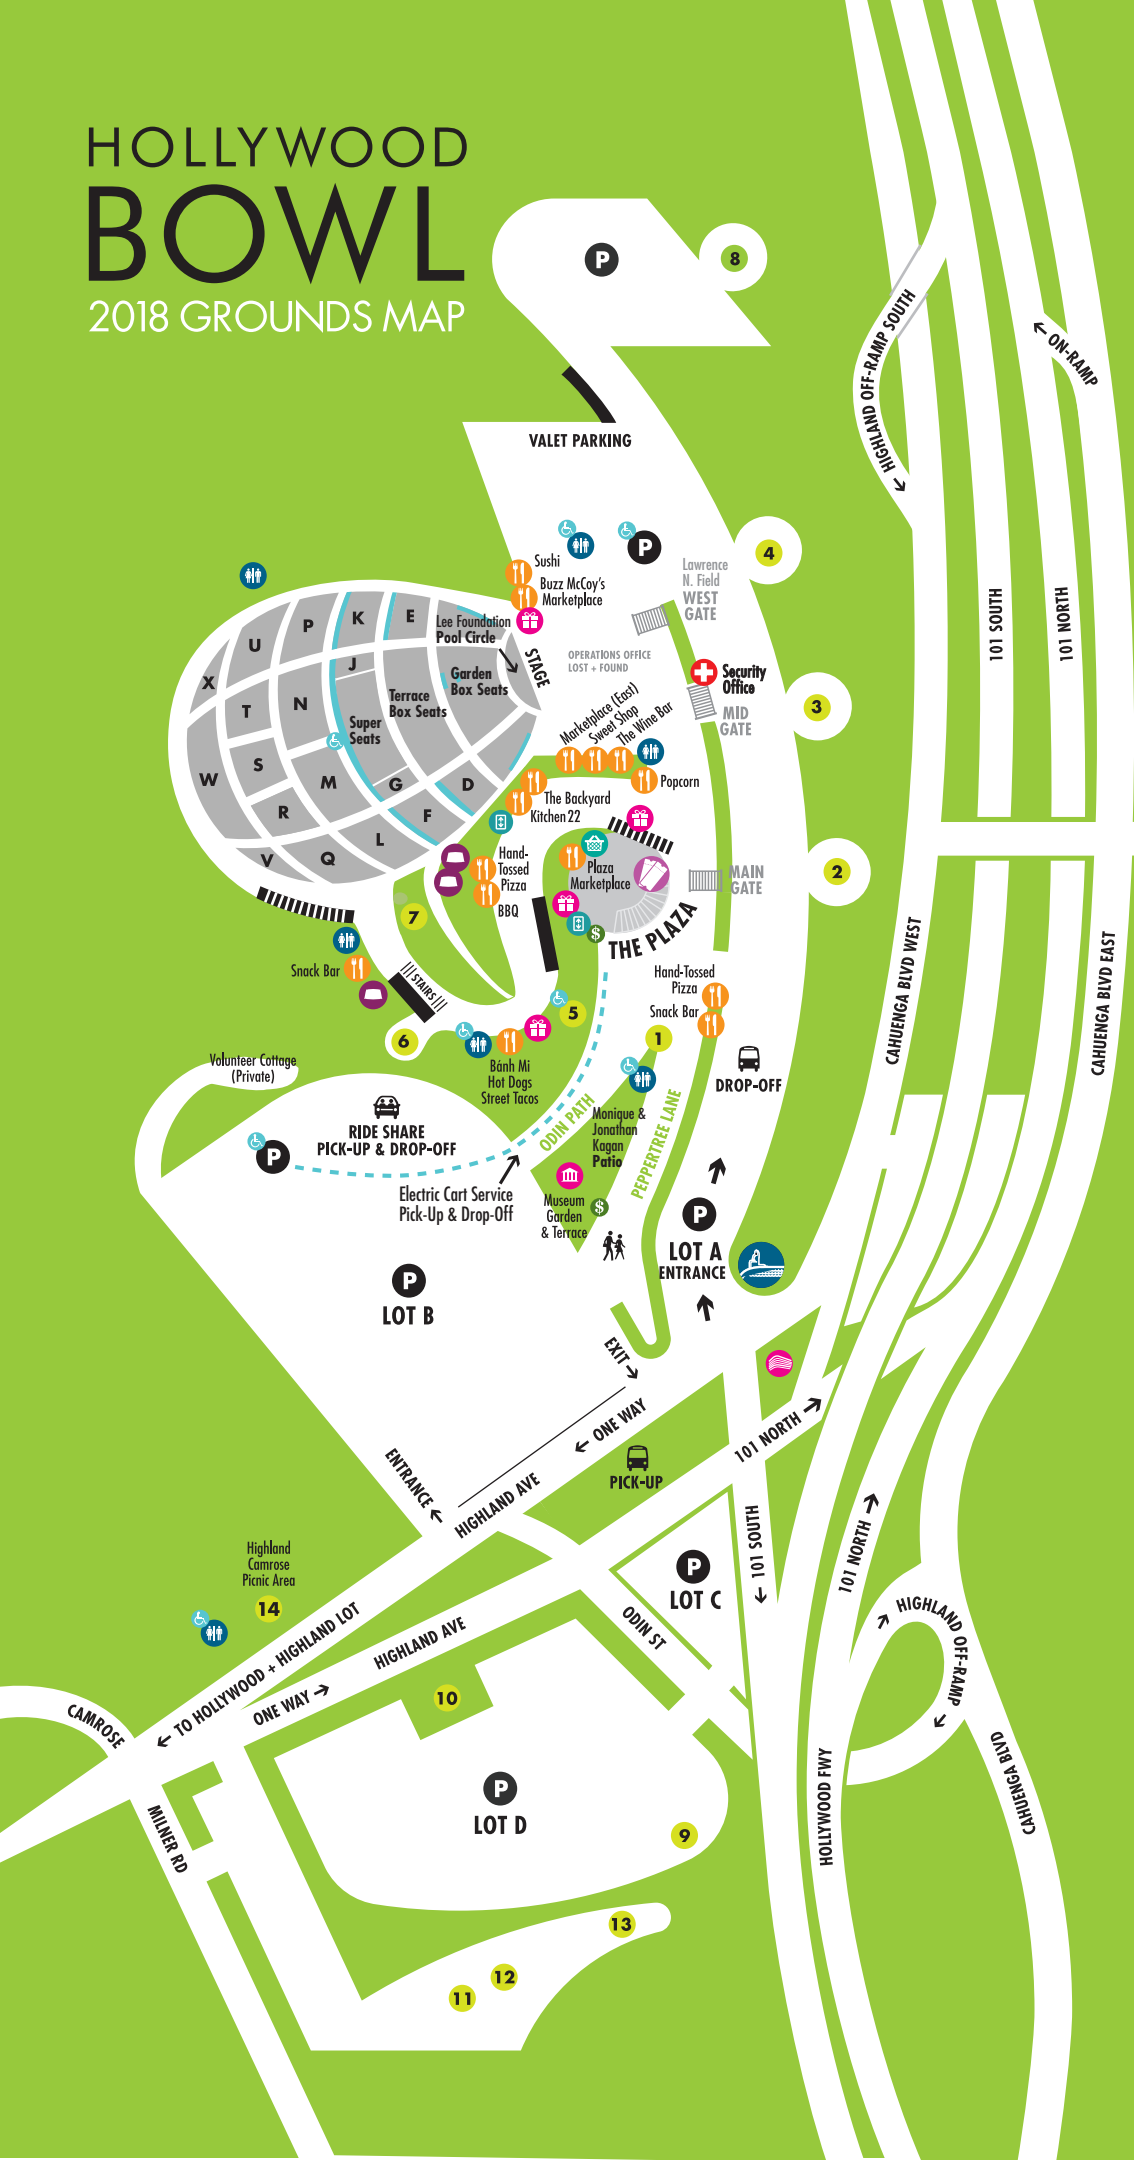 HOLLYWOOD
BOWL
2018 GROUNDS MAP
P
8
HIGHLAND OFF-RAMP SOUTH
ON-RAMP
VALET PARKING
P
4
Sushi
Buzz McCoy's
Marketplace
Lawrence
N. Field
WEST
GATE
101 SOUTH
101 NORTH
Lee Foundation
Pool Circle
STAGE
OPERATIONS OFFICE
LOST + FOUND
Security
Office
MID
GATE
3
U
P
K
E
X
T
N
J
Garden
Box Seats
Terrace
Box Seats
Super
Seats
W
S
M
G
D
R
F
L
V
Q
Marketplace (East)
Sweet Shop
The Wine Bar
Popcorn
The Backyard
Kitchen 22
Hand-
Tossed
Pizza
BBQ
Plaza
Marketplace
MAIN
GATE
2
THE PLAZA
$
7
Snack Bar
STAIRS
6
5
Hand-Tossed
Pizza
Snack Bar
1
CAHUENGA BLVD WEST
CAHUENGA BLVD EAST
Bánh Mi
Hot Dogs
Street Tacos
DROP-OFF
Volunteer Cottage
(Private)
RIDE SHARE
PICK-UP & DROP-OFF
P
ODIN PATH
Monique &
Jonathan
Kagan
Patio
PEPPERTREE LANE
Electric Cart Service
Pick-Up & Drop-Off
Museum
Garden
& Terrace
$
P
LOT A
ENTRANCE
P
LOT B
EXIT
ONE WAY
HIGHLAND AVE
ENTRANCE
101 NORTH
PICK-UP
101 SOUTH
101 NORTH
P
LOT C
ODIN ST
Highland
Camrose
Picnic Area
14
HIGHLAND OFF-RAMP
TO HOLLYWOOD + HIGHLAND LOT
HIGHLAND AVE
ONE WAY
CAMROSE
10
MILNER RD
P
LOT D
9
HOLLYWOOD FWY
CAHUENGA BLVD
13
12
11